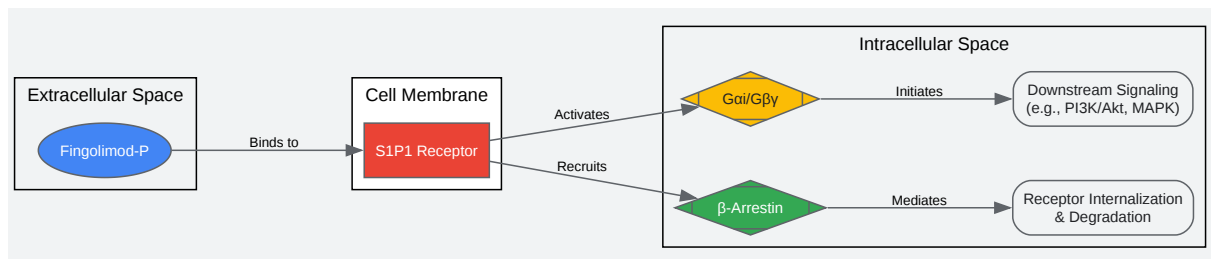 Extracellular Space
Fingolimod-P
Binds to
Cell Membrane
S1P1 Receptor
Activates
Recruits
Intracellular Space
Gαi/Gβγ
Initiates
Downstream Signaling
(e.g., PI3K/Akt, MAPK)
β-Arrestin
Mediates
Receptor Internalization
& Degradation